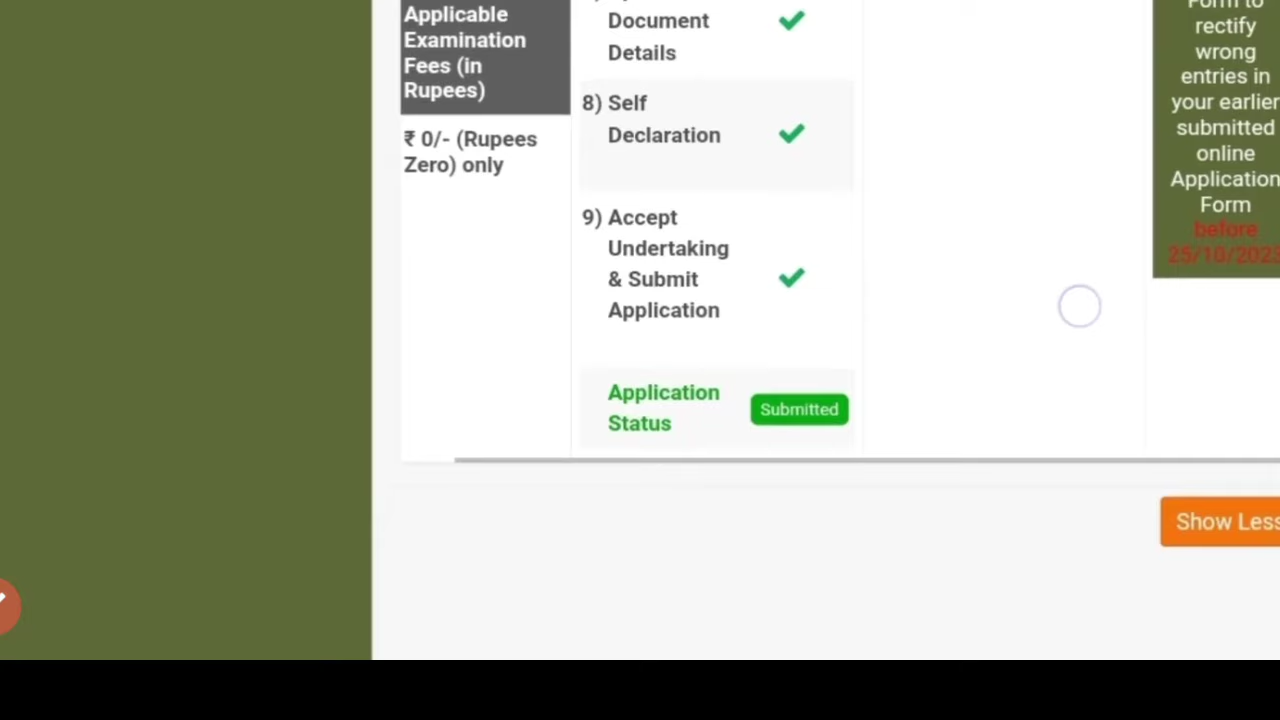 Applicable
Examination
Fees (in
Rupees)
₹ 0/- (Rupees
Zero) only
Document
Details
8) Self
Declaration
9) Accept
Undertaking
& Submit
Application
Application
Status
Submitted
Form to
rectify
wrong
entries in
your earlier
submitted
online
Application
Form
before
Show Less